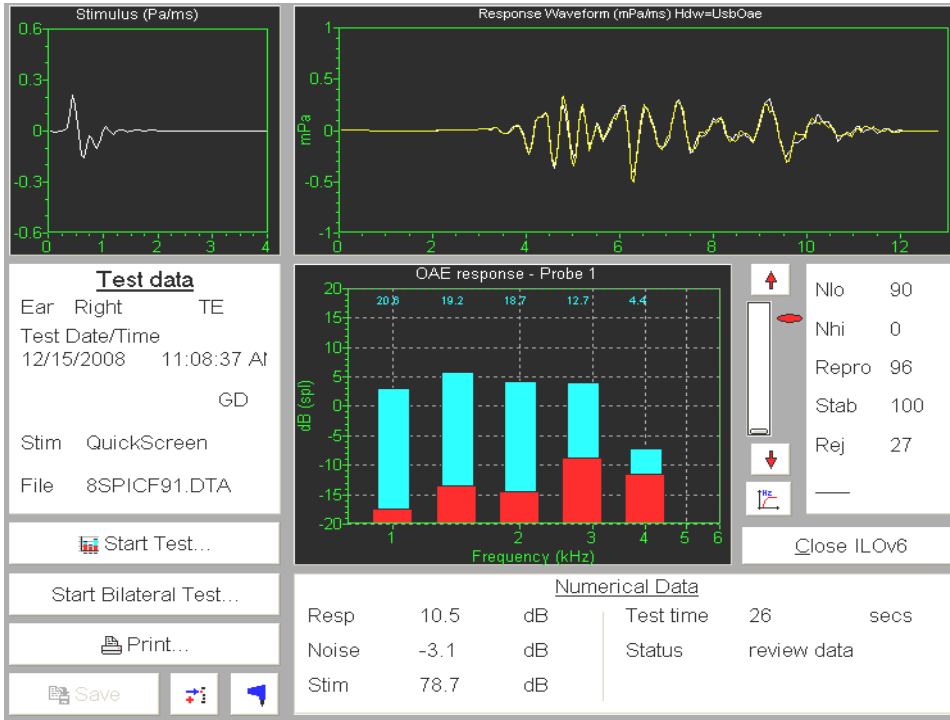 Stimulus (Pa/ms)
0.6
0.3
0
-0.3
-0.6
0 1 2 3 4
Response Waveform (mPa/ms) Hdw=UsbOae
1
0.5
0
-0.5
-1
mPa
0 2 4 6 8 10 12
Test data
Ear Right TE
Test Date/Time
12/15/2008 11:08:37 AM
GD
Stim QuickScreen
File 8SPICF91.DTA
OAE response - Probe 1
20.6 19.2 18.7 12.7 4.4
20
15
10
5
0
-5
-10
-15
-20
dB (spl)
1 2 3 4 5 6
Frequency (kHz)
Hz
Nlo 90
Nhi 0
Repro 96
Stab 100
Rej 27
Close ILOv6
Start Test...
Start Bilateral Test...
Print...
Save
Numerical Data
Resp 10.5 dB
Noise -3.1 dB
Stim 78.7 dB
Test time 26 secs
Status review data